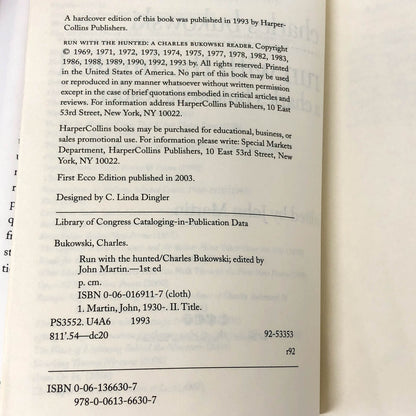 A hardcover edition of this book was published in 1993 by Harper-
Collins Publishers.
RUN WITH THE HUNTED: A CHARLES BUKOWSKI READER. Copyright
© 1969, 1971, 1972, 1973, 1974, 1975, 1977, 1978, 1982, 1983,
1986, 1988, 1989, 1990, 1992, 1993 by. All rights reserved. Printed
in the United States of America. No part of this book may be used
or reproduced in any manner whatsoever without written permission
except in the case of brief quotations embodied in critical articles and
reviews. For information address HarperCollins Publishers, 10 East
53rd Street, New York, NY 10022.
HarperCollins books may be purchased for educational, business, or
sales promotional use. For information please write: Special Markets
Department, HarperCollins Publishers, 10 East 53rd Street, New
York, NY 10022.
First Ecco Edition published in 2003.
Designed by C. Linda Dingler
Library of Congress Cataloging-in-Publication Data
Bukowski, Charles.
Run with the hunted/Charles Bukowski; edited by
John Martin.—1st ed
p. cm.
ISBN 0-06-016911-7 (cloth)
1. Martin, John, 1930-. II. Title.
PS3552. U4A6 1993
811'.54—dc20 92-53353
r92
ISBN 0-06-136630-7
978-0-0613-6630-7